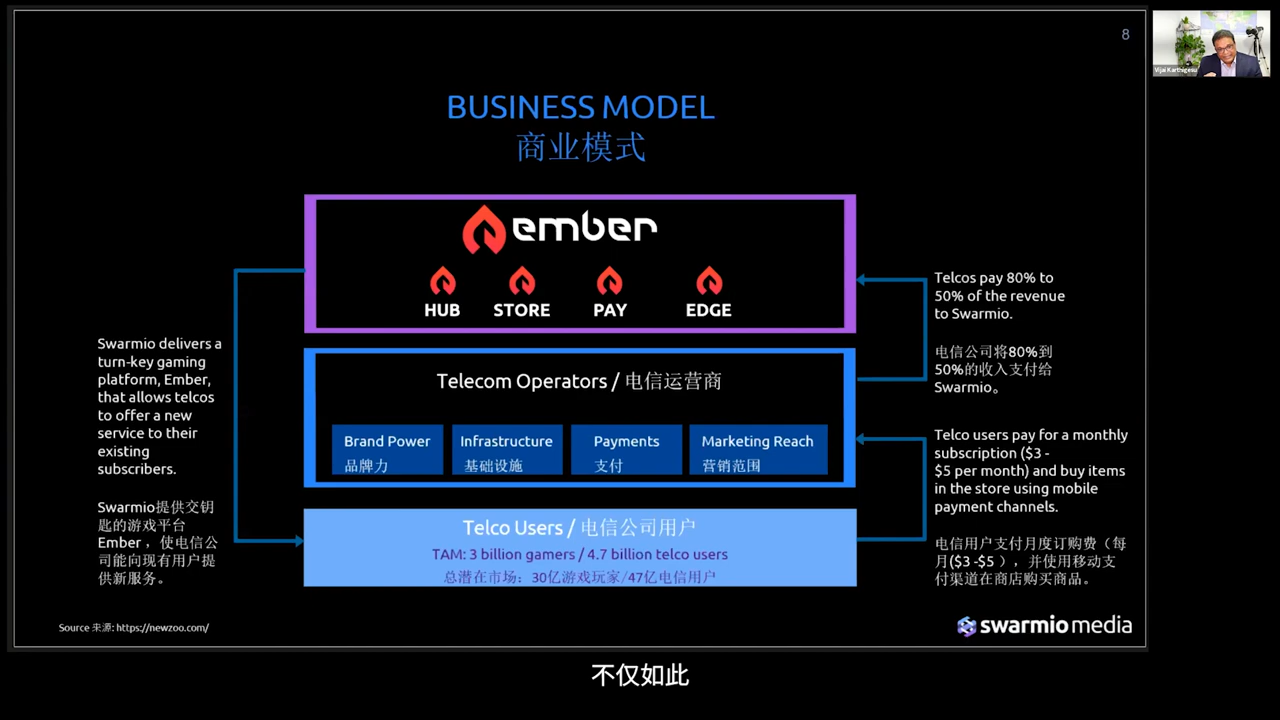 8
Vijai Karthigesu
BUSINESS MODEL
商业模式
ember
HUB STORE PAY EDGE
Swarmio delivers a
turn-key gaming
platform, Ember,
that allows telcos
to offer a new
service to their
existing
subscribers.
Swarmio提供交钥
匙的游戏平台
Ember ，使电信公
司能向现有用户提
供新服务。
Telecom Operators / 电信运营商
Brand Power
品牌力
Infrastructure
基础设施
Payments
支付
Marketing Reach
营销范围
Telco Users / 电信公司用户
TAM: 3 billion gamers / 4.7 billion telco users
总潜在市场：30亿游戏玩家/47亿电信用户
Telcos pay 80% to
50% of the revenue
to Swarmio.
电信公司将80%到
50%的收入支付给
Swarmio。
Telco users pay for a monthly
subscription ($3 -
$5 per month) and buy items
in the store using mobile
payment channels.
电信用户支付月度订购费（每
月($3 -$5 ），并使用移动支
付渠道在商店购买商品。
Source 来源: https://newzoo.com/
swarmio media
不仅如此